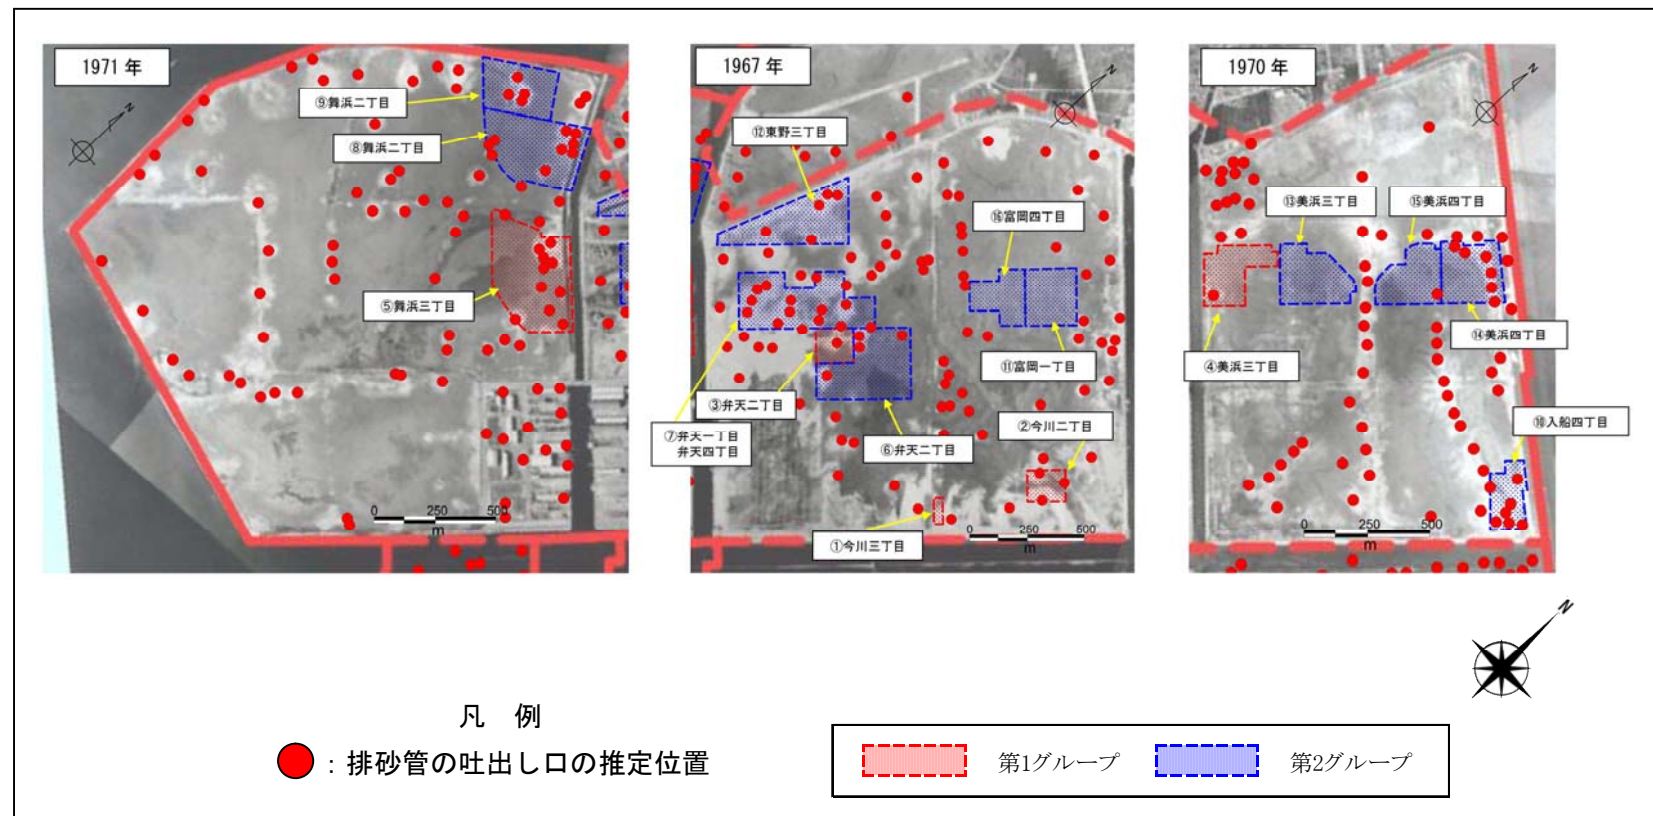 1971 年
N
⑨舞浜二丁目
⑧舞浜二丁目
⑤舞浜三丁目
0 250 500
m
1967 年
N
⑫東野三丁目
⑯富岡四丁目
⑪富岡一丁目
③弁天二丁目
②今川二丁目
⑦弁天一丁目
弁天四丁目
⑥弁天二丁目
①今川三丁目
0 250 500
m
1970 年
N
⑬美浜三丁目
⑮美浜四丁目
⑭美浜四丁目
④美浜三丁目
⑩入船四丁目
0 250 500
m
N
凡 例
：排砂管の吐出し口の推定位置
第1グループ
第2グループ